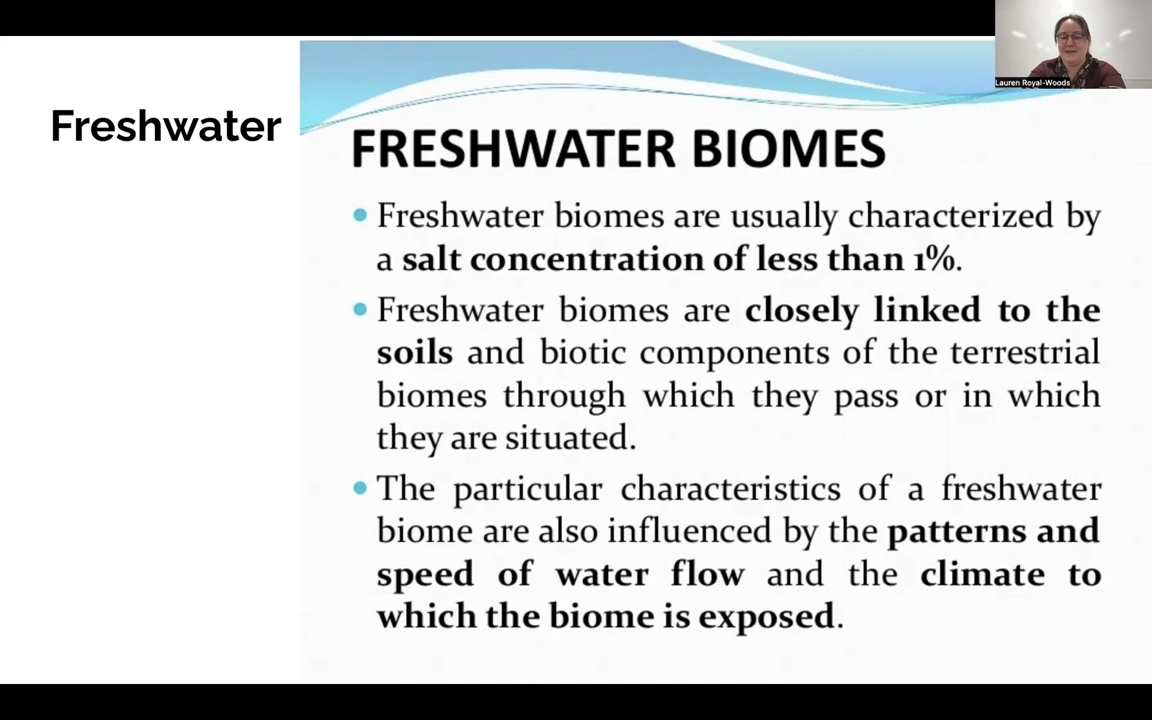 Lauren Royal-Woods
Freshwater
FRESHWATER BIOMES
• Freshwater biomes are usually characterized by
a salt concentration of less than 1%.
• Freshwater biomes are closely linked to the
soils and biotic components of the terrestrial
biomes through which they pass or in which
they are situated.
• The particular characteristics of a freshwater
biome are also influenced by the patterns and
speed of water flow and the climate to
which the biome is exposed.